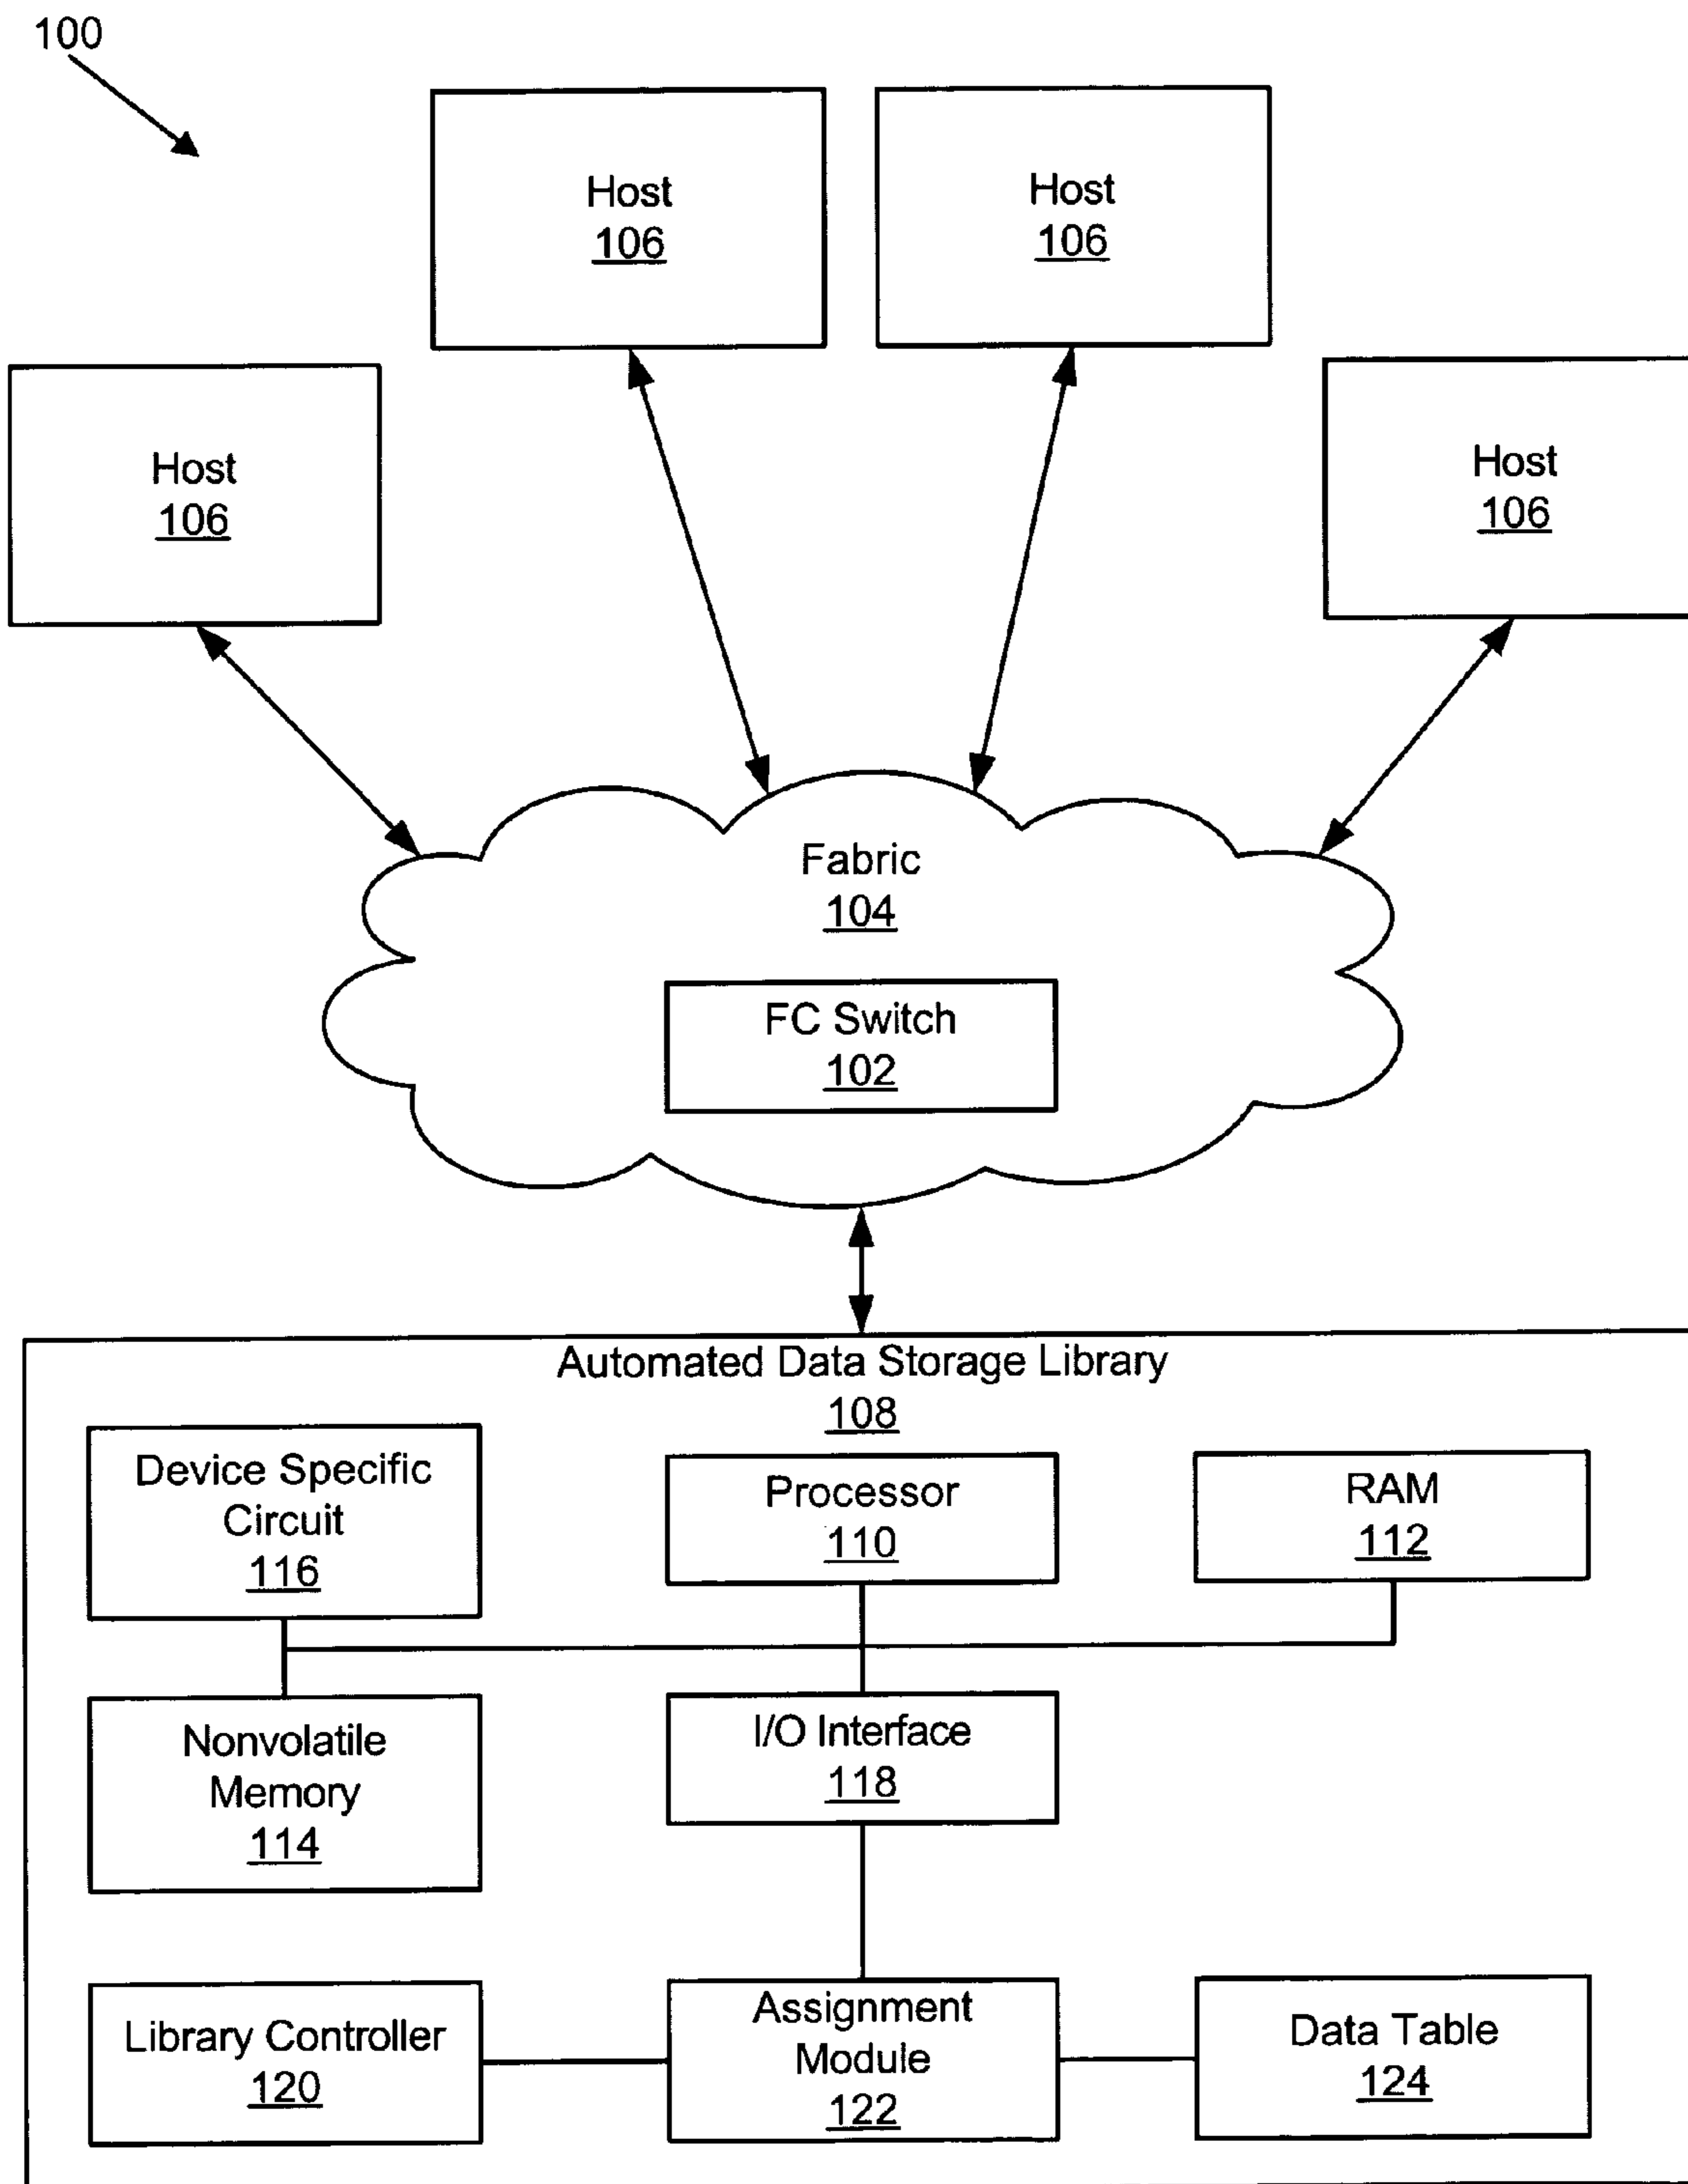 100
Host
106
Host
106
Host
106
Host
106
Fabric
104
FC Switch
102
Automated Data Storage Library
108
Device Specific
Circuit
116
Processor
110
RAM
112
Nonvolatile
Memory
114
I/O Interface
118
Library Controller
120
Assignment
Module
122
Data Table
124